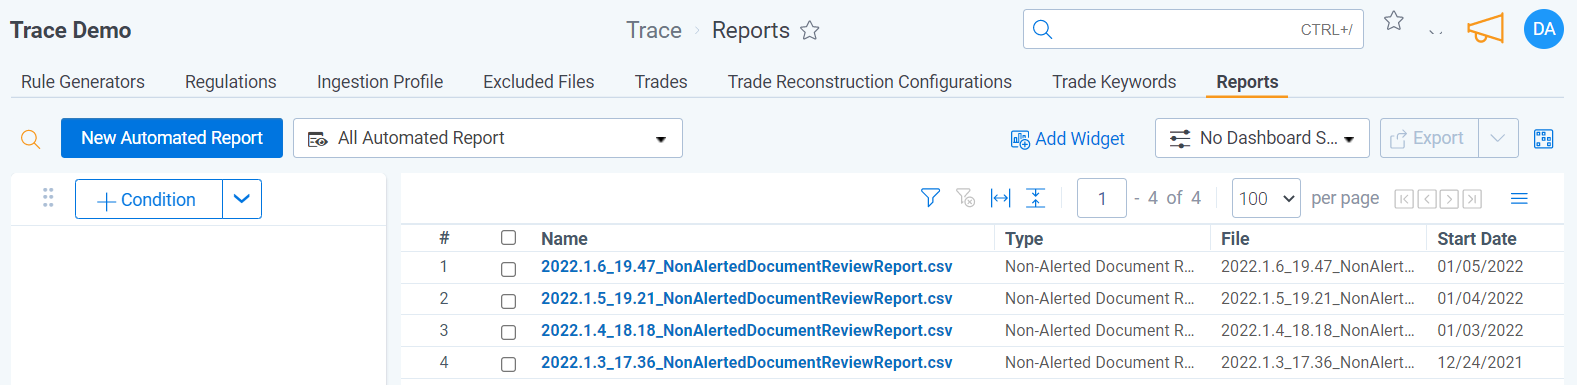 Trace Demo
Trace › Reports
CTRL+/
DA
Rule Generators Regulations Ingestion Profile Excluded Files Trades Trade Reconstruction Configurations Trade Keywords Reports
New Automated Report All Automated Report Add Widget No Dashboard S... Export
+ Condition 1 - 4 of 4 100 per page
# Name Type File Start Date
1 2022.1.6_19.47_NonAlertedDocumentReviewReport.csv Non-Alerted Document R... 2022.1.6_19.47_NonAlert... 01/05/2022
2 2022.1.5_19.21_NonAlertedDocumentReviewReport.csv Non-Alerted Document R... 2022.1.5_19.21_NonAlert... 01/04/2022
3 2022.1.4_18.18_NonAlertedDocumentReviewReport.csv Non-Alerted Document R... 2022.1.4_18.18_NonAlert... 01/03/2022
4 2022.1.3_17.36_NonAlertedDocumentReviewReport.csv Non-Alerted Document R... 2022.1.3_17.36_NonAlert... 12/24/2021